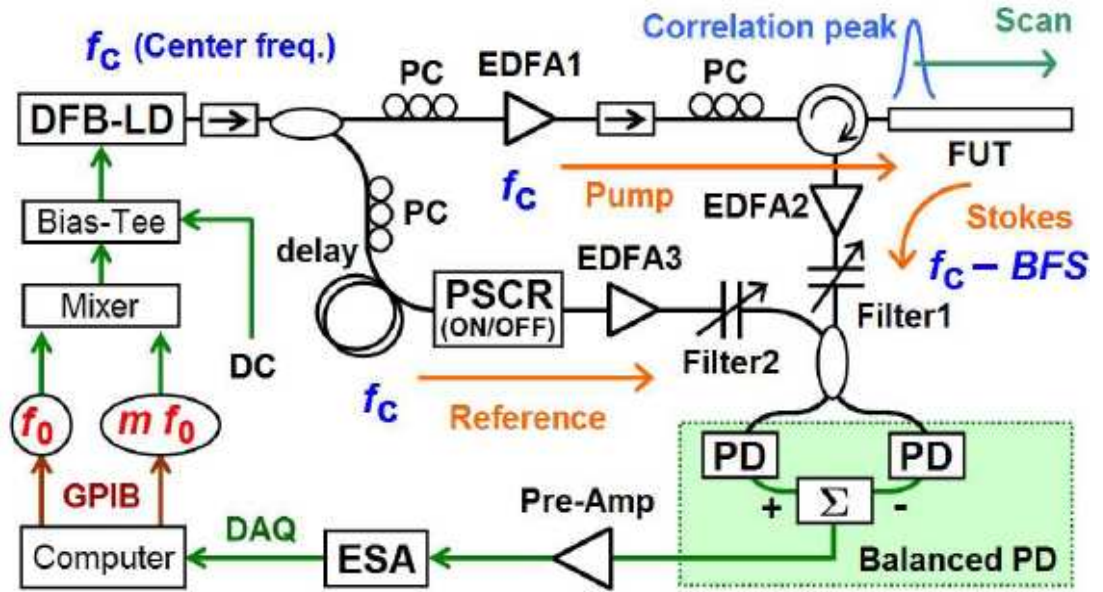 Correlation peak
Scan
fC (Center freq.)
PC
EDFA1
PC
DFB-LD
FUT
fC
Pump
EDFA2
Stokes
PC
Bias-Tee
delay
EDFA3
fC – BFS
PSCR
(ON/OFF)
Mixer
Filter1
Filter2
DC
fC
Reference
f0
m f0
PD
PD
GPIB
Pre-Amp
+
Σ
-
DAQ
Computer
ESA
Balanced PD